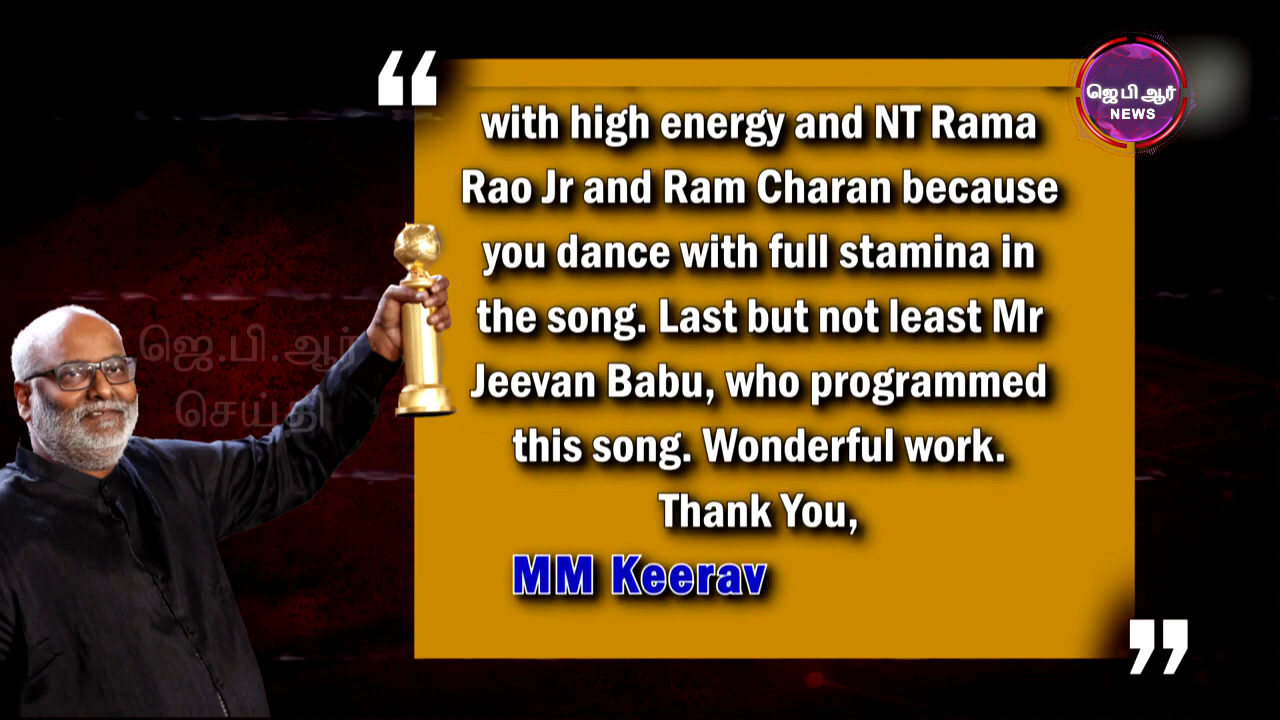 ஜெ பி ஆர்
NEWS
with high energy and NT Rama
Rao Jr and Ram Charan because
you dance with full stamina in
the song. Last but not least Mr
Jeevan Babu, who programmed
this song. Wonderful work.
Thank You,
MM Keerav
ஜெ.பி.ஆர்
செய்தி